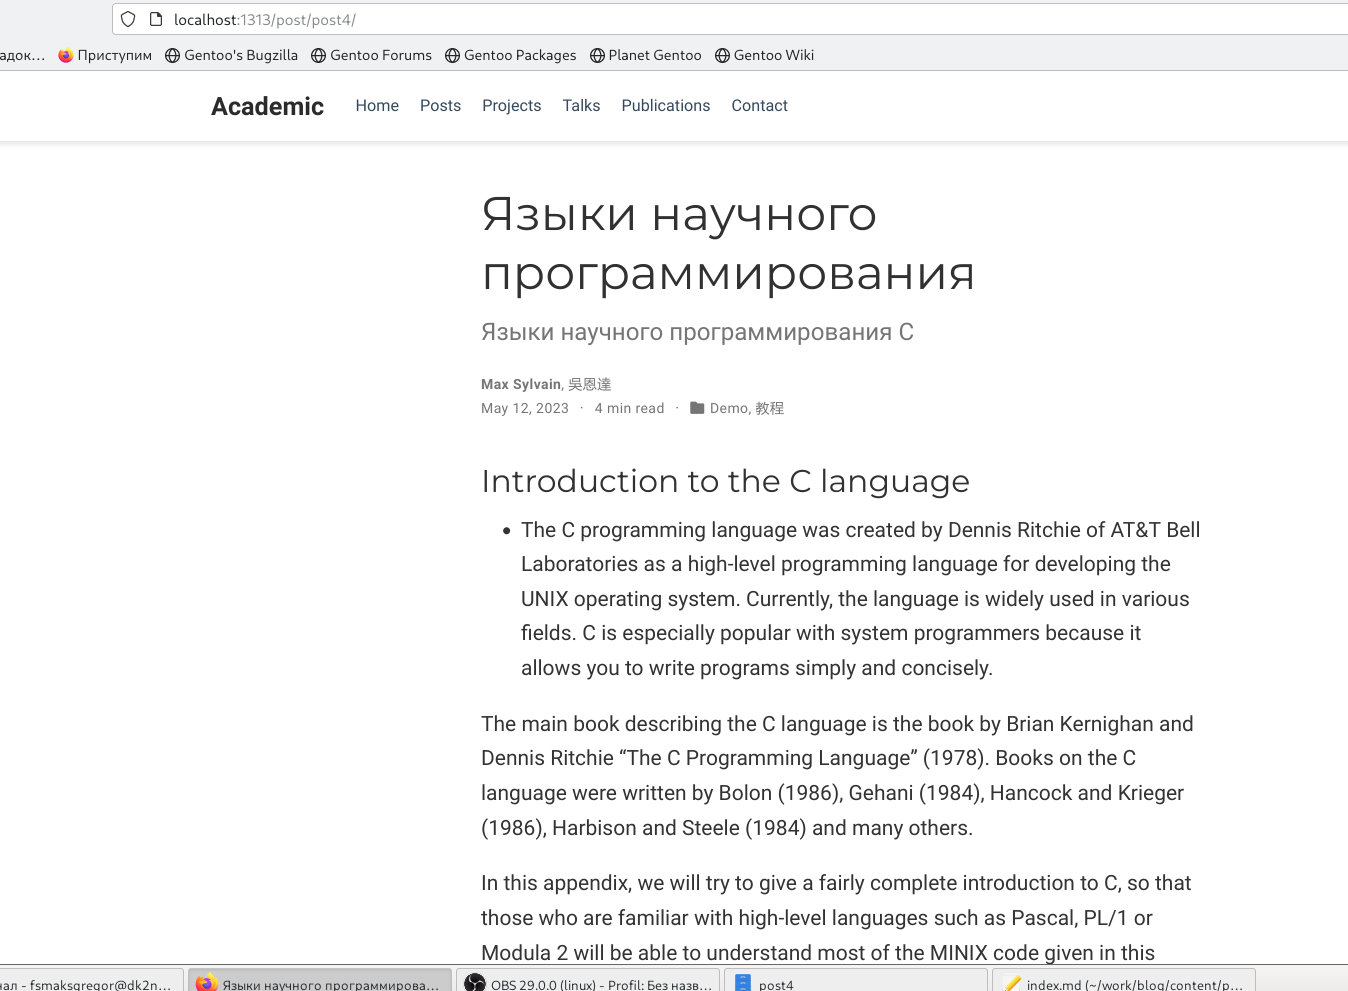 localhost:1313/post/post4/
адок… Приступим Gentoo's Bugzilla Gentoo Forums Gentoo Packages Planet Gentoo Gentoo Wiki
Academic Home Posts Projects Talks Publications Contact
Языки научного
программирования
Языки научного программирования C
Max Sylvain, 吳恩達
May 12, 2023 · 4 min read · Demo, 教程
Introduction to the C language
• The C programming language was created by Dennis Ritchie of AT&T Bell
Laboratories as a high-level programming language for developing the
UNIX operating system. Currently, the language is widely used in various
fields. C is especially popular with system programmers because it
allows you to write programs simply and concisely.
The main book describing the C language is the book by Brian Kernighan and
Dennis Ritchie “The C Programming Language” (1978). Books on the C
language were written by Bolon (1986), Gehani (1984), Hancock and Krieger
(1986), Harbison and Steele (1984) and many others.
In this appendix, we will try to give a fairly complete introduction to C, so that
those who are familiar with high-level languages such as Pascal, PL/1 or
Modula 2 will be able to understand most of the MINIX code given in this
нал - fsmaksgregor@dk2n… Языки научного программирова… OBS 29.0.0 (linux) - Profil: Без назв… post4 index.md (~/work/blog/content/p…